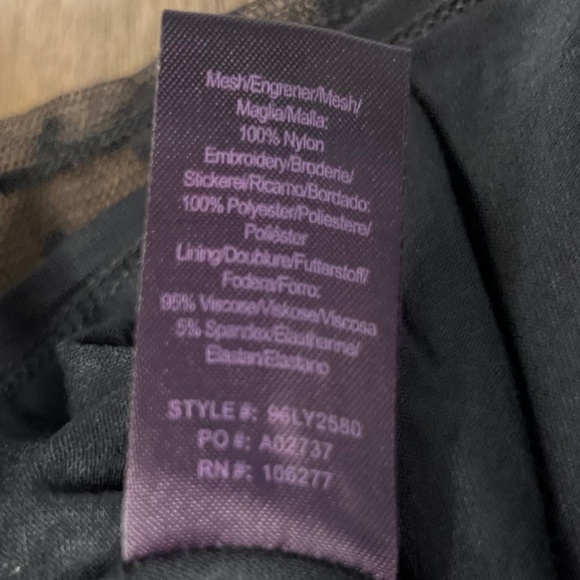 Mesh/Engrener/Mesh/
Maglia/Malla:
100% Nylon
Embroidery/Broderie/
Stickerei/Ricamo/Bordado:
100% Polyester/Poliestere/
Poliéster
Lining/Doublure/Futterstoff/
Fodera/Forro:
95% Viscose/Viskose/Viscosa
5% Spandex/Elasthanne/
Elastan/Elastano
STYLE #: 96LY2580
PO #: A02737
RN #: 106277